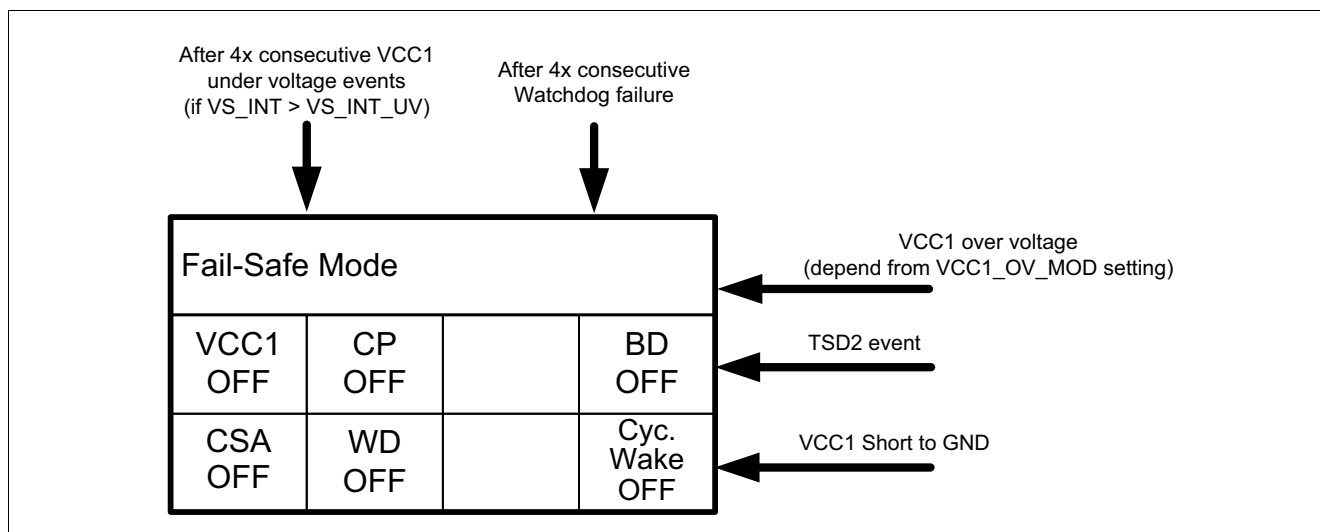 After 4x consecutive VCC1
under voltage events
(if VS_INT > VS_INT_UV)
After 4x consecutive
Watchdog failure
Fail-Safe Mode
VCC1 over voltage
(depend from VCC1_OV_MOD setting)
VCC1
OFF
CP
OFF
BD
OFF
TSD2 event
CSA
OFF
WD
OFF
Cyc.
Wake
OFF
VCC1 Short to GND